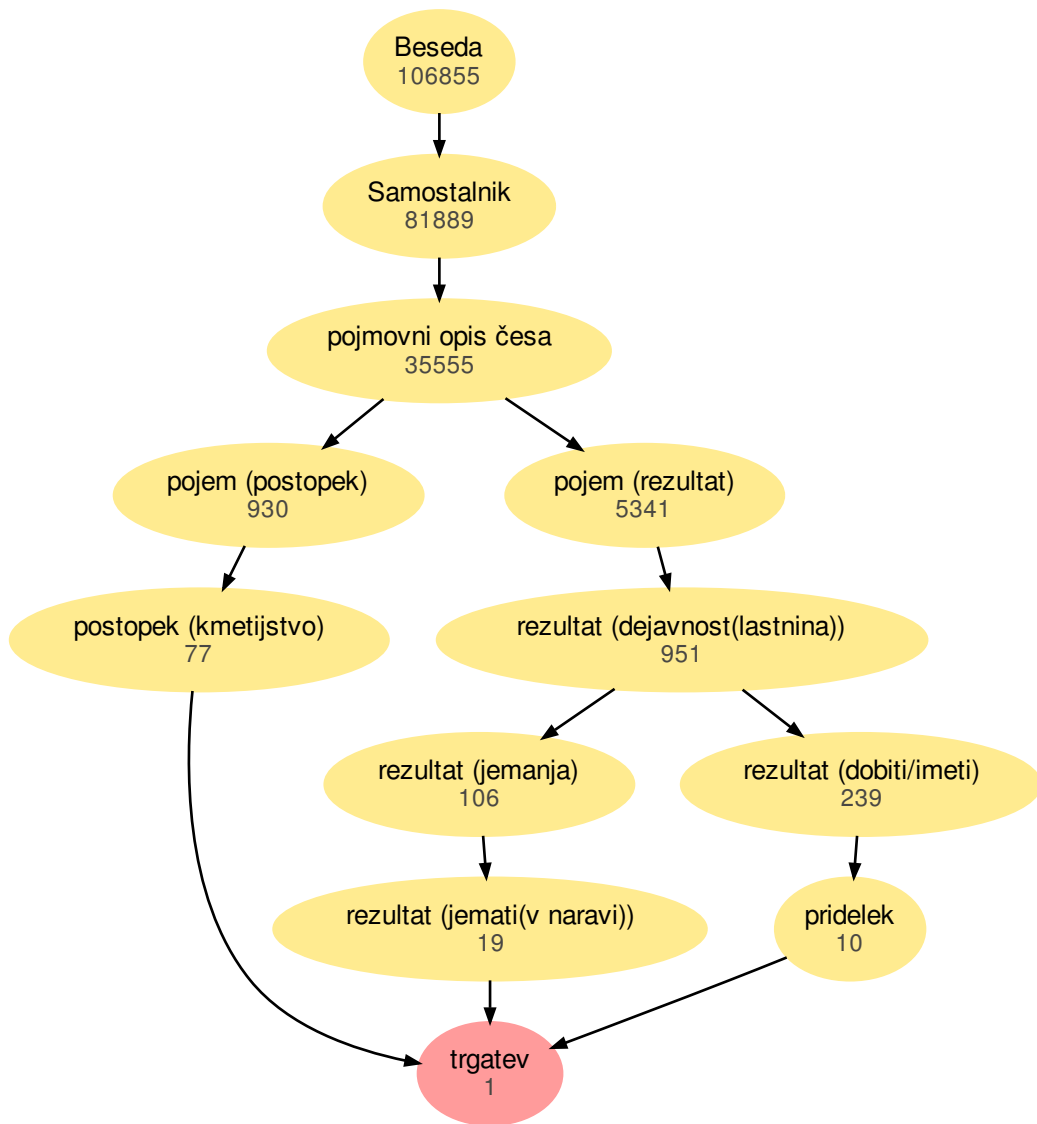 Beseda
106855
Samostalnik
81889
pojmovni opis česa
35555
pojem (postopek)
930
pojem (rezultat)
5341
postopek (kmetijstvo)
77
rezultat (dejavnost(lastnina))
951
rezultat (jemanja)
106
rezultat (dobiti/imeti)
239
rezultat (jemati(v naravi))
19
pridelek
10
trgatev
1